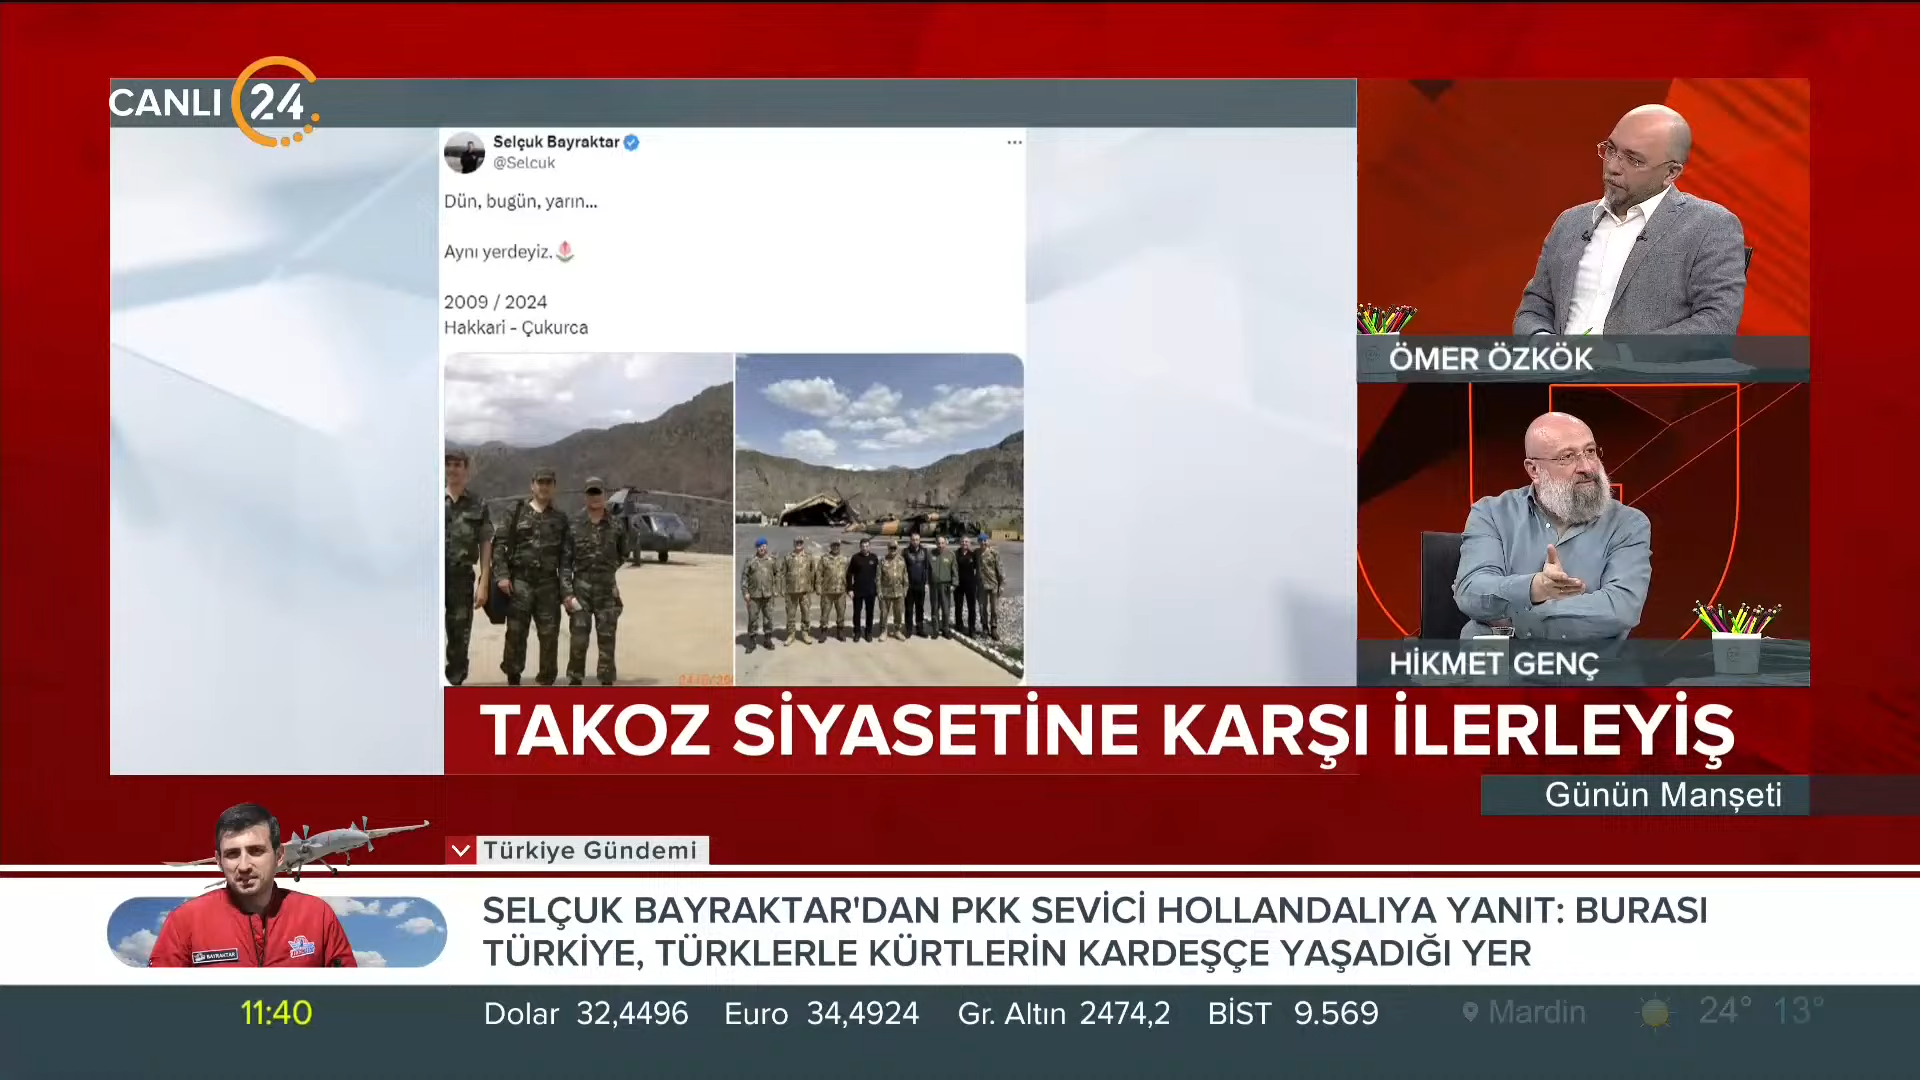 CANLI 24
Selçuk Bayraktar
@Selcuk
Dün, bugün, yarın...
Aynı yerdeyiz.
2009 / 2024
Hakkari - Çukurca
ÖMER ÖZKÖK
HİKMET GENÇ
TAKOZ SİYASETİNE KARŞI İLERLEYİŞ
Günün Manşeti
Türkiye Gündemi
BAYRAKTAR
SELÇUK BAYRAKTAR'DAN PKK SEVİCİ HOLLANDALIYA YANIT: BURASI
TÜRKİYE, TÜRKLERLE KÜRTLERİN KARDEŞÇE YAŞADIĞI YER
11:40 Dolar 32,4496 Euro 34,4924 Gr. Altın 2474,2 BİST 9.569 Mardin 24° 13°